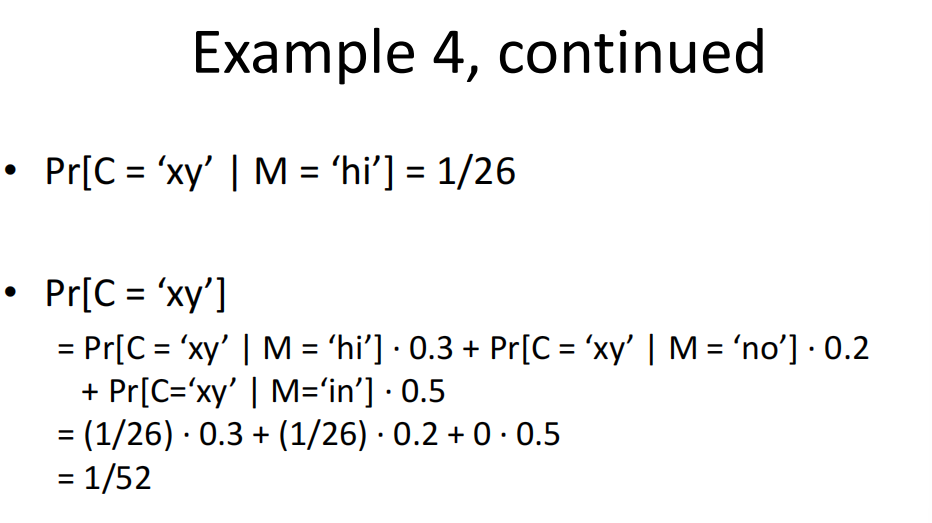 Example 4, continued
• Pr[C = ‘xy’ | M = ‘hi’] = 1/26
• Pr[C = ‘xy’]
= Pr[C = ‘xy’ | M = ‘hi’] · 0.3 + Pr[C = ‘xy’ | M = ‘no’] · 0.2
+ Pr[C=‘xy’ | M=‘in’] · 0.5
= (1/26) · 0.3 + (1/26) · 0.2 + 0 · 0.5
= 1/52